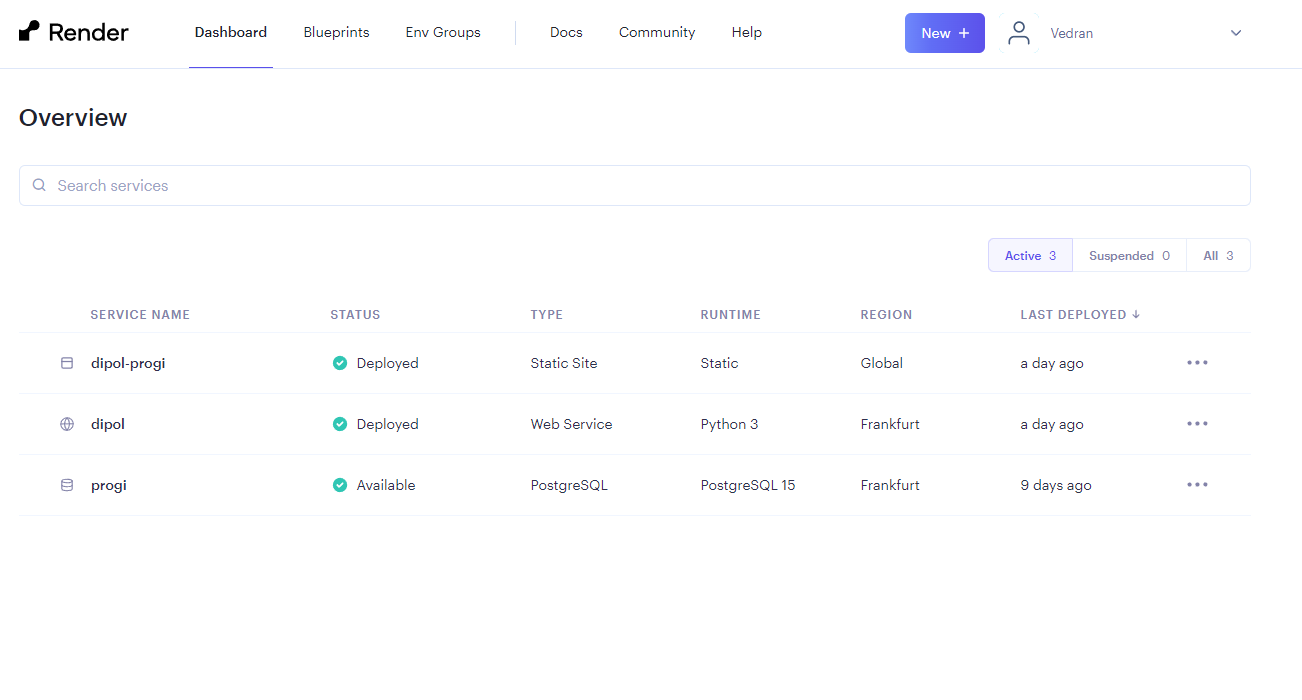 Render Dashboard Blueprints Env Groups Docs Community Help New + Vedran
Overview
Search services
Active 3 Suspended 0 All 3
SERVICE NAME STATUS TYPE RUNTIME REGION LAST DEPLOYED ↓
dipol-progi Deployed Static Site Static Global a day ago •••
dipol Deployed Web Service Python 3 Frankfurt a day ago •••
progi Available PostgreSQL PostgreSQL 15 Frankfurt 9 days ago •••